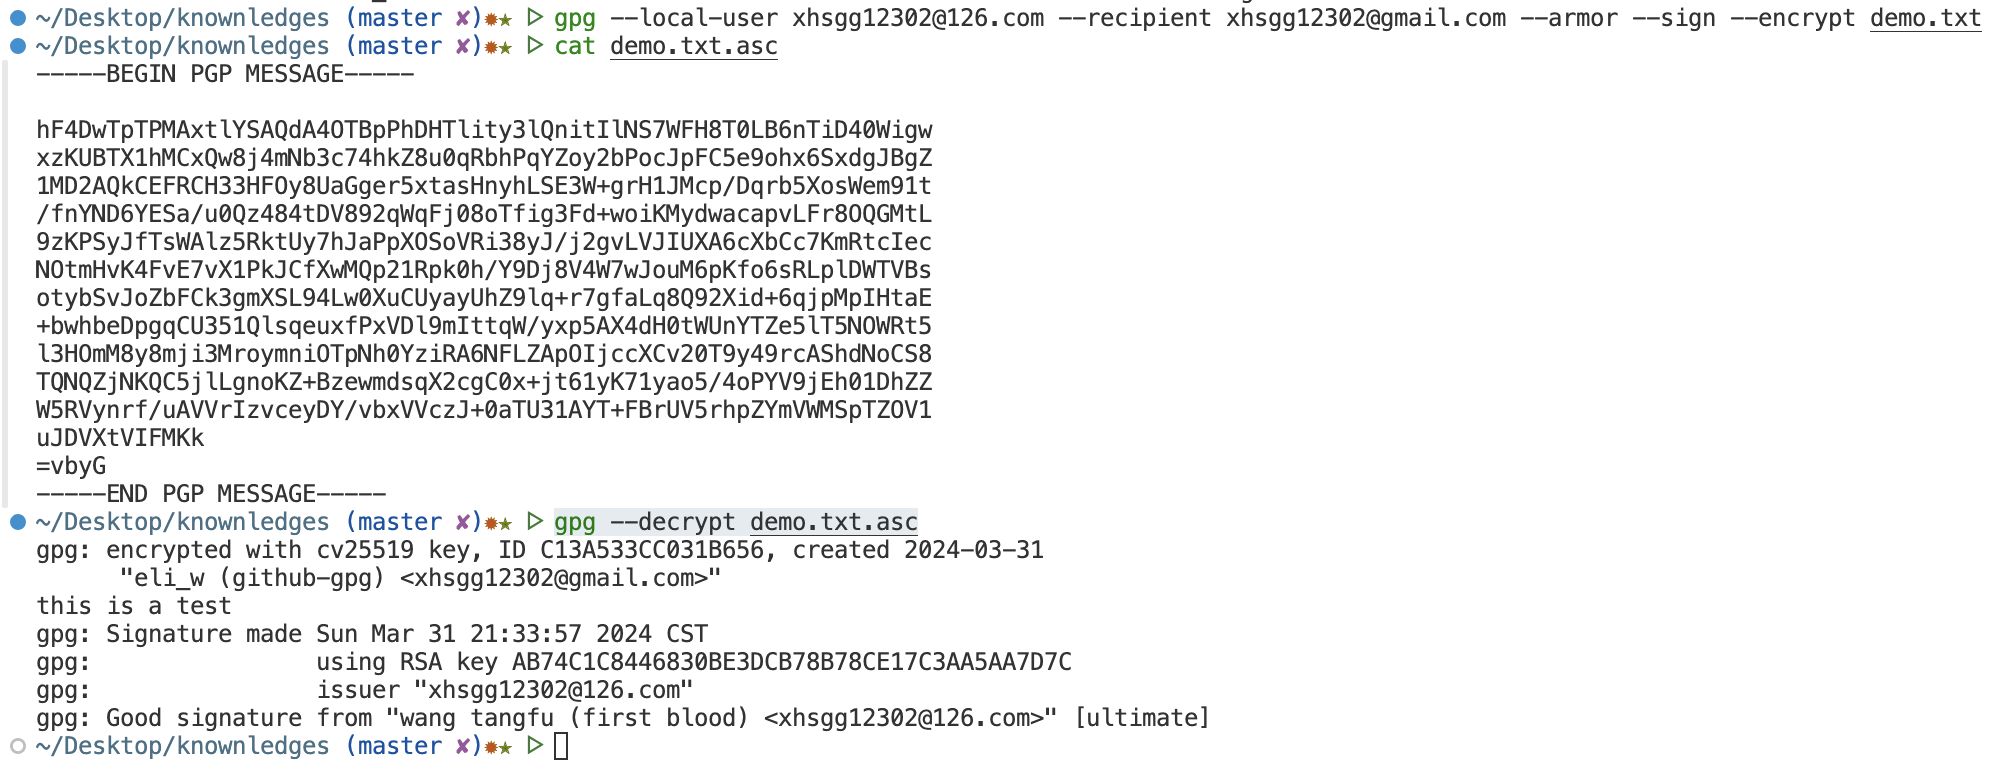 ~/Desktop/knownledges (master ✘)✹★ ▷ gpg --local-user xhsgg12302@126.com --recipient xhsgg12302@gmail.com --armor --sign --encrypt demo.txt
~/Desktop/knownledges (master ✘)✹★ ▷ cat demo.txt.asc
-----BEGIN PGP MESSAGE-----

hF4DwTpTPMAxtlYSAQdA4OTBpPhDHTlity3lQnitIlNS7WFH8T0LB6nTiD40Wigw
xzKUBTX1hMCxQw8j4mNb3c74hkZ8u0qRbhPqYZoy2bPocJpFC5e9ohx6SxdgJBgZ
1MD2AQkCEFRCH33HFOy8UaGger5xtasHnyhLSE3W+grH1JMcp/Dqrb5XosWem91t
/fnYND6YESa/u0Qz484tDV892qWqFj08oTfig3Fd+woiKMydwacapvLFr8OQGMtL
9zKPSyJfTsWAlz5RktUy7hJaPpXOSoVRi38yJ/j2gvLVJIUXA6cXbCc7KmRtcIec
NOtmHvK4FvE7vX1PkJCfXwMQp21Rpk0h/Y9Dj8V4W7wJouM6pKfo6sRLplDWTVBs
otybSvJoZbFCk3gmXSL94Lw0XuCUyayUhZ9lq+r7gfaLq8Q92Xid+6qjpMpIHtaE
+bwhbeDpgqCU351QlsqeuxfPxVDl9mIttqW/yxp5AX4dH0tWUnYTZe5lT5NOWRt5
l3HOmM8y8mji3MroymniOTpNh0YziRA6NFLZApOIjccXCv20T9y49rcAShdNoCS8
TQNQZjNKQC5jlLgnoKZ+BzewmdsqX2cgC0x+jt61yK71yao5/4oPYV9jEh01DhZZ
W5RVynrf/uAVVrIzvceyDY/vbxVVczJ+0aTU31AYT+FBrUV5rhpZYmVWMSpTZOV1
uJDVXtVIFMKk
=vbyG
-----END PGP MESSAGE-----
~/Desktop/knownledges (master ✘)✹★ ▷ gpg --decrypt demo.txt.asc
gpg: encrypted with cv25519 key, ID C13A533CC031B656, created 2024-03-31
      "eli_w (github-gpg) <xhsgg12302@gmail.com>"
this is a test
gpg: Signature made Sun Mar 31 21:33:57 2024 CST
gpg:                using RSA key AB74C1C8446830BE3DCB78B78CE17C3AA5AA7D7C
gpg:                issuer "xhsgg12302@126.com"
gpg: Good signature from "wang tangfu (first blood) <xhsgg12302@126.com>" [ultimate]
~/Desktop/knownledges (master ✘)✹★ ▷